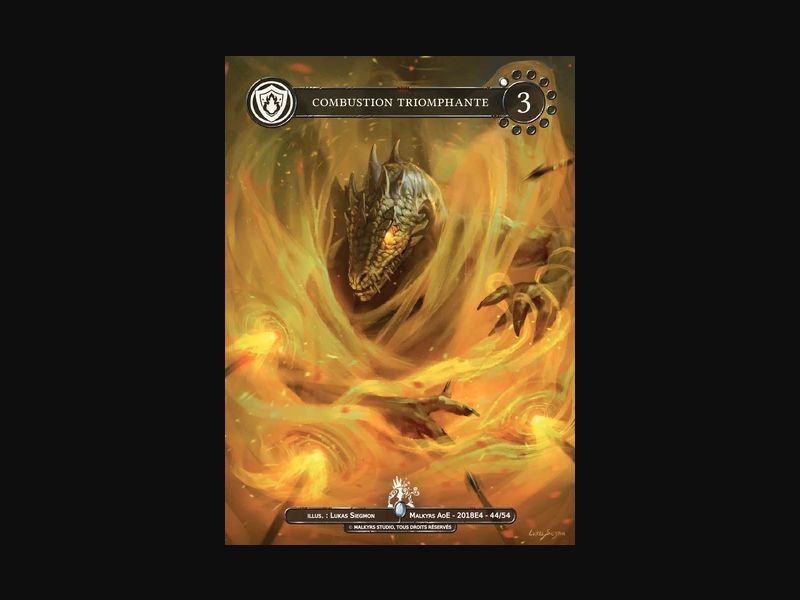 COMBUSTION TRIOMPHANTE
3
ILLUS. : LUKAS SIEGMON
MALKYRS AOE - 2018E4 - 44/54
© MALKYRS STUDIO, TOUS DROITS RÉSERVÉS